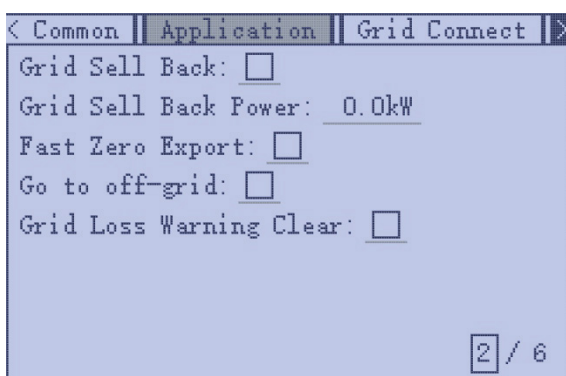 < Common Application Grid Connect >
Grid Sell Back:
Grid Sell Back Power: 0.0kW
Fast Zero Export:
Go to off-grid:
Grid Loss Warning Clear:
2 / 6